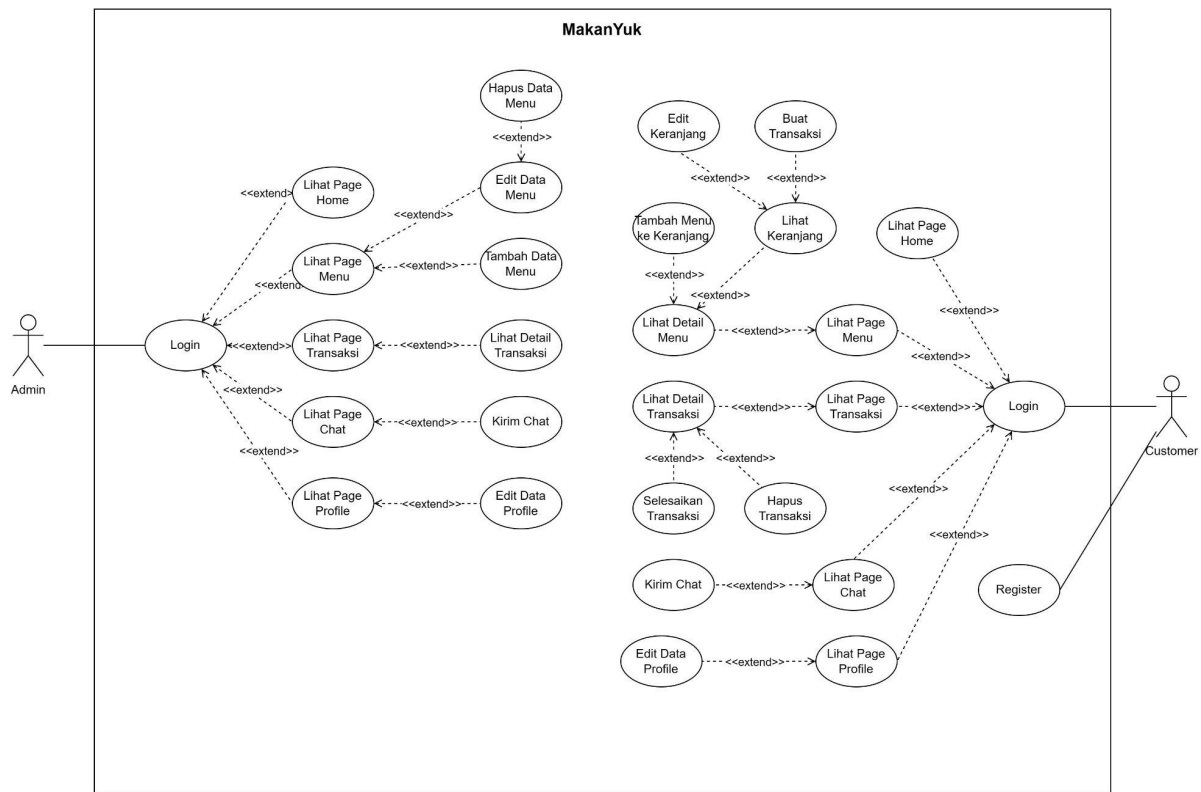 MakanYuk
Hapus Data
Menu
<<extend>>
Edit Data
Menu
<<extend>>
Tambah Data
Menu
<<extend>>
Lihat Page
Home
<<extend>
Lihat Page
Menu
<<extend
Login
Admin
Lihat Page
Transaksi
<<extend>>
Lihat Detail
Transaksi
<<extend>>
Lihat Page
Chat
<<extend>>
Kirim Chat
<<extend>>
Lihat Page
Profile
<<extend>>
Edit Data
Profile
<<extend>>
Edit
Keranjang
<<extend>>
Buat
Transaksi
<<extend>>
Tambah Menu
ke Keranjang
<<extend>>
Lihat
Keranjang
<<extend>>
Lihat Page
Home
<<extend>>
Lihat Detail
Menu
<<extend>>
Lihat Page
Menu
<<extend>>
Lihat Detail
Transaksi
<<extend>>
Lihat Page
Transaksi
<<extend>>
Login
Customer
<<extend>>
<<extend>>
Selesaikan
Transaksi
Hapus
Transaksi
<<extend>>
<<extend>>
Kirim Chat
<<extend>>
Lihat Page
Chat
Register
Edit Data
Profile
<<extend>>
Lihat Page
Profile